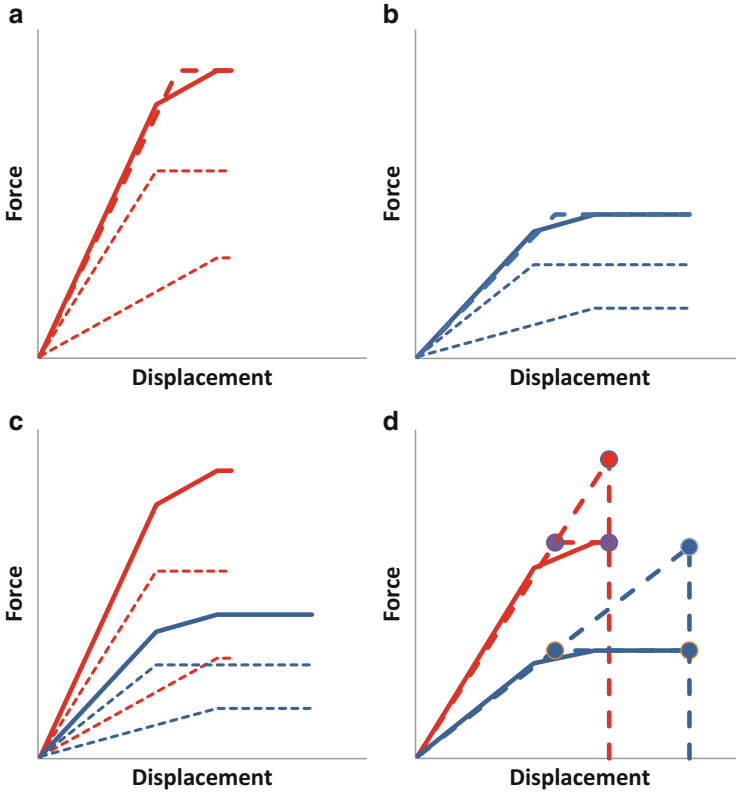 a
Force
Displacement
b
Force
Displacement
c
Force
Displacement
d
Force
Displacement